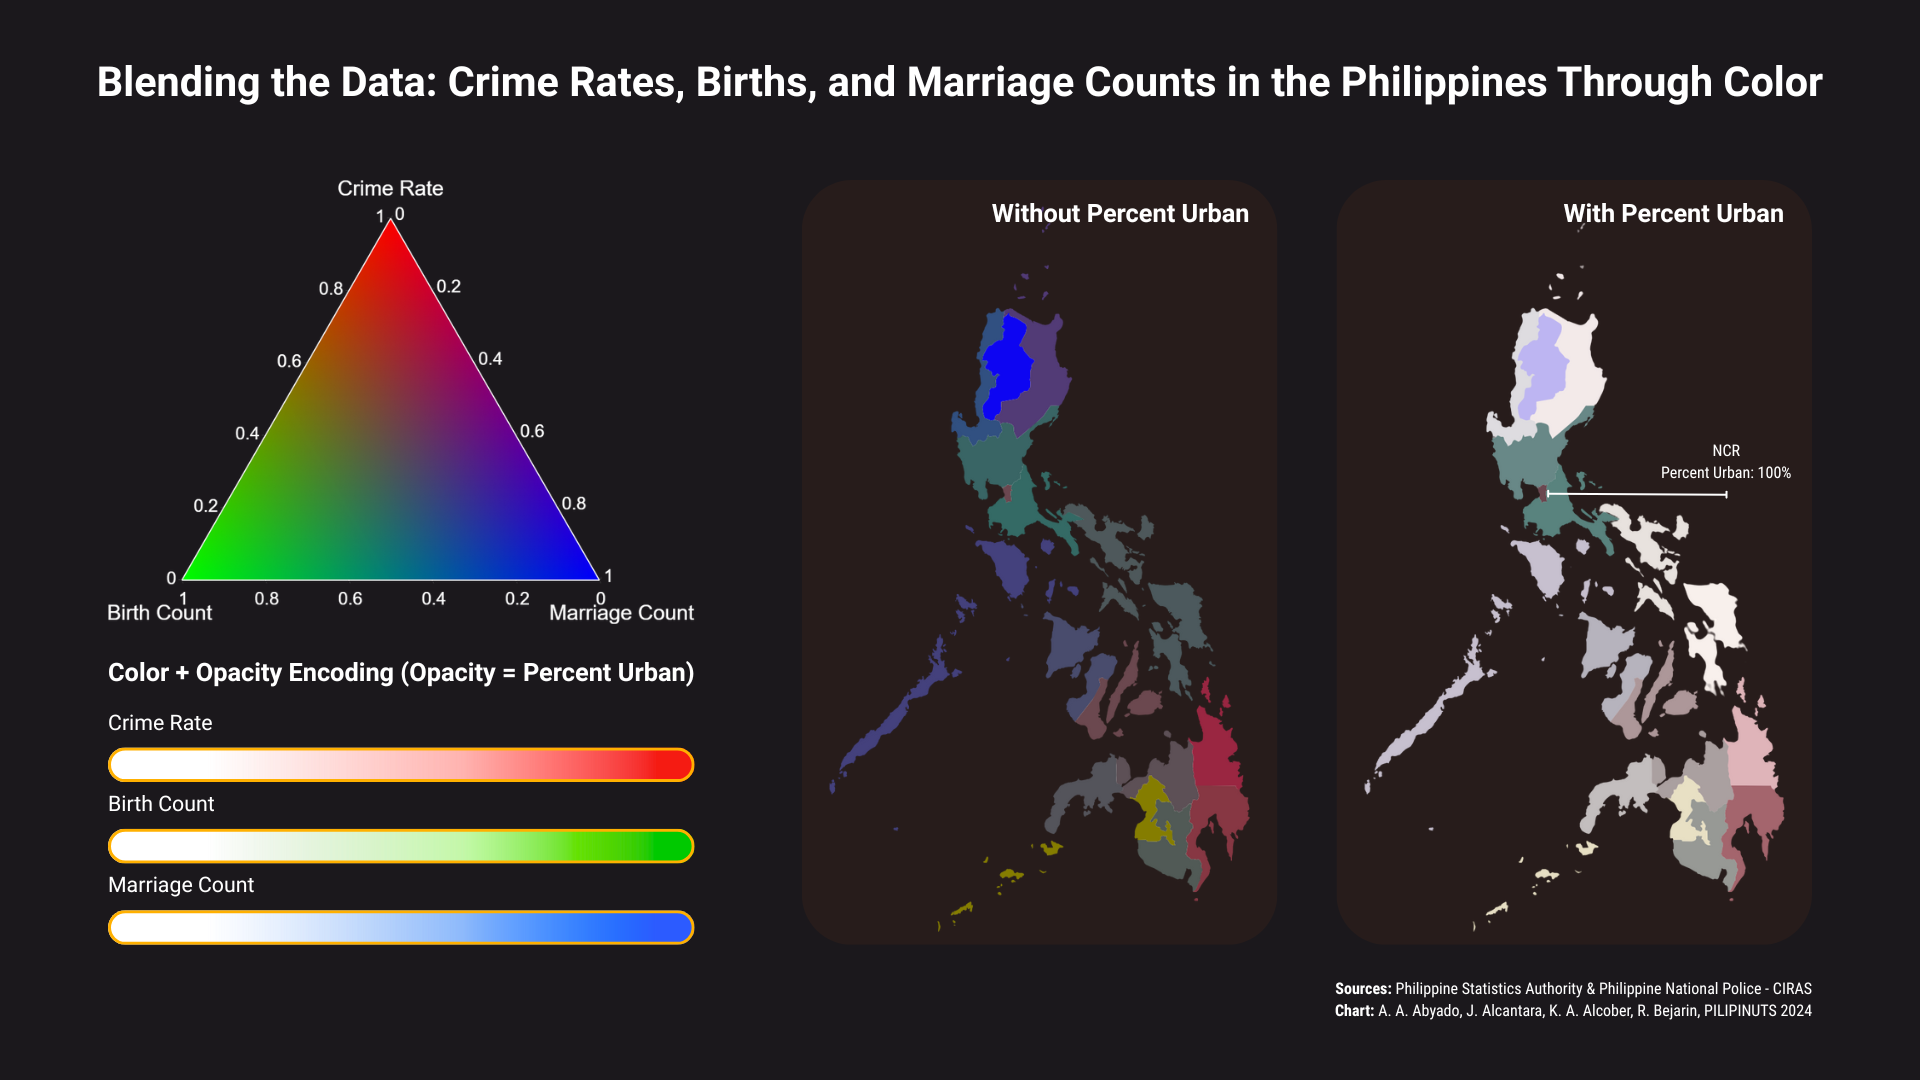 Blending the Data: Crime Rates, Births, and Marriage Counts in the Philippines Through Color
Crime Rate
1 0
0.8 0.2
0.6 0.4
0.4 0.6
0.2 0.8
0 1
1 0.8 0.6 0.4 0.2 0
Birth Count Marriage Count
Color + Opacity Encoding (Opacity = Percent Urban)
Crime Rate
Birth Count
Marriage Count
Without Percent Urban
With Percent Urban
NCR
Percent Urban: 100%
Sources: Philippine Statistics Authority & Philippine National Police - CIRAS
Chart: A. A. Abyado, J. Alcantara, K. A. Alcober, R. Bejarin, PILIPINUTS 2024